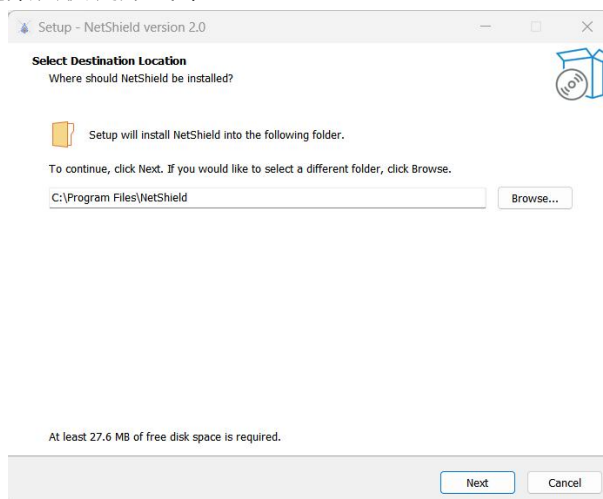 Setup - NetShield version 2.0
Select Destination Location
Where should NetShield be installed?
Setup will install NetShield into the following folder.
To continue, click Next. If you would like to select a different folder, click Browse.
C:\Program Files\NetShield
Browse...
At least 27.6 MB of free disk space is required.
Next
Cancel